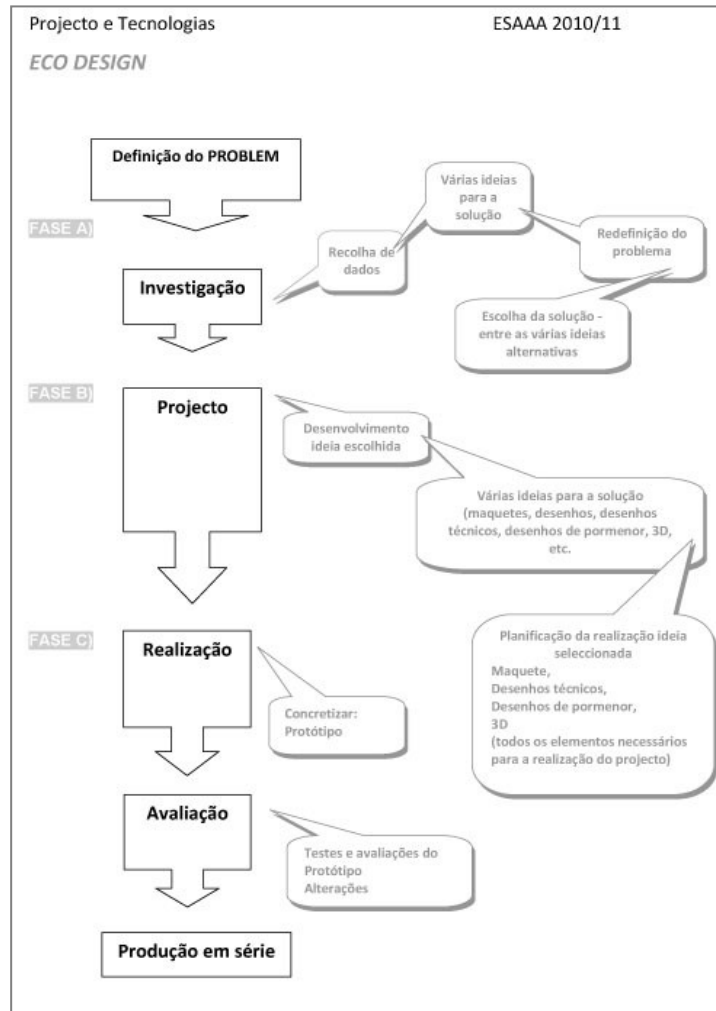 Projecto e Tecnologias ESAAA 2010/11
ECO DESIGN
Definição do PROBLEM
FASE A)
Várias ideias
para a
solução
Recolha de
dados
Redefinição do
problema
Investigação
Escolha da solução -
entre as várias ideias
alternativas
FASE B)
Projecto
Desenvolvimento
ideia escolhida
Várias ideias para a solução
(maquetes, desenhos, desenhos
técnicos, desenhos de pormenor, 3D,
etc.
FASE C)
Realização
Planificação da realização ideia
seleccionada
Maquete,
Desenhos técnicos,
Desenhos de pormenor,
3D
(todos os elementos necessários
para a realização do projecto)
Concretizar:
Protótipo
Avaliação
Testes e avaliações do
Protótipo
Alterações
Produção em série